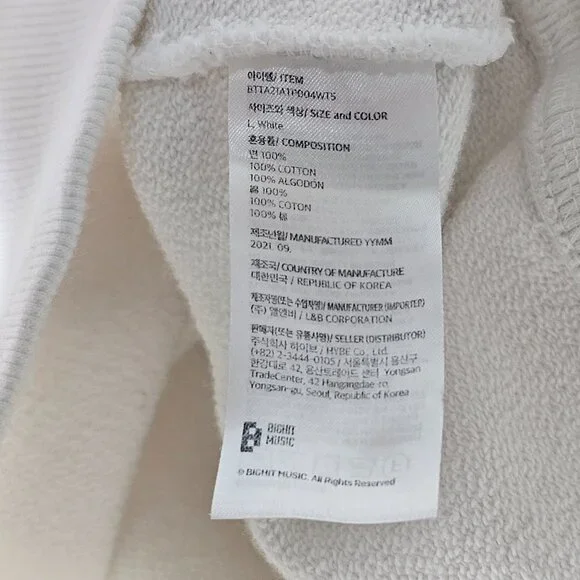 아이템/ ITEM
BTTA21ATP004WTS
사이즈와 색상/ SIZE and COLOR
L, White
혼용률/ COMPOSITION
면 100%
100% COTTON
100% ALGODÓN
綿 100%
100% COTON
100% 棉
제조년월/ MANUFACTURED YYMM
2021. 09.
제조국/ COUNTRY OF MANUFACTURE
대한민국 / REPUBLIC OF KOREA
제조자명(또는 수입자명)/ MANUFACTURER (IMPORTER)
(주) 엘앤비 / L&B CORPORATION
판매자(또는 유통사명)/ SELLER (DISTRIBUTOR)
주식회사 하이브 / HYBE Co., Ltd.
(+82) 2-3444-0105 / 서울특별시 용산구
한강대로 42, 용산트레이드 센터 Yongsan
TradeCenter, 42 Hangangdae-ro,
Yongsan-gu, Seoul, Republic of Korea
BIGHIT
MUSIC
© BIGHIT MUSIC. All Rights Reserved